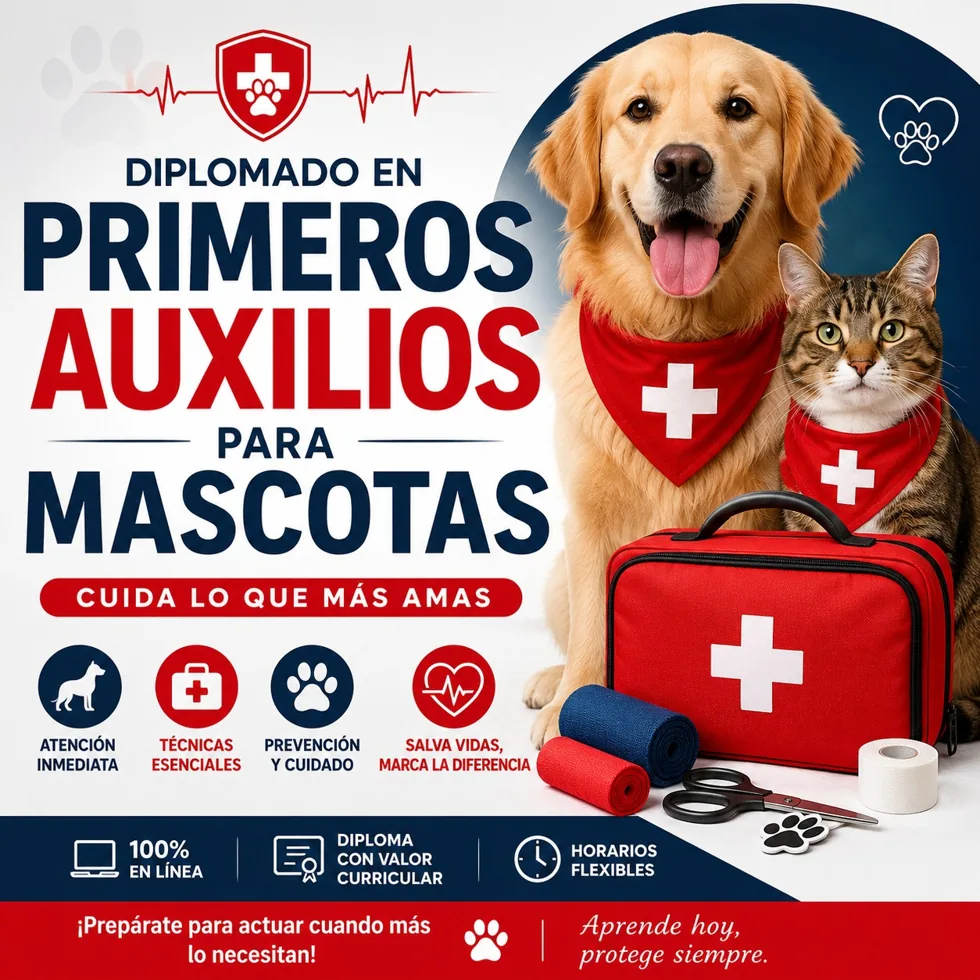 DIPLOMADO EN
PRIMEROS
AUXILIOS
PARA
MASCOTAS
CUIDA LO QUE MÁS AMAS
ATENCIÓN
INMEDIATA
TÉCNICAS
ESENCIALES
PREVENCIÓN
Y CUIDADO
SALVA VIDAS,
MARCA LA DIFERENCIA
100%
EN LÍNEA
DIPLOMA
CON VALOR
CURRICULAR
HORARIOS
FLEXIBLES
¡Prepárate para actuar cuando más
lo necesitan!
Aprende hoy,
protege siempre.